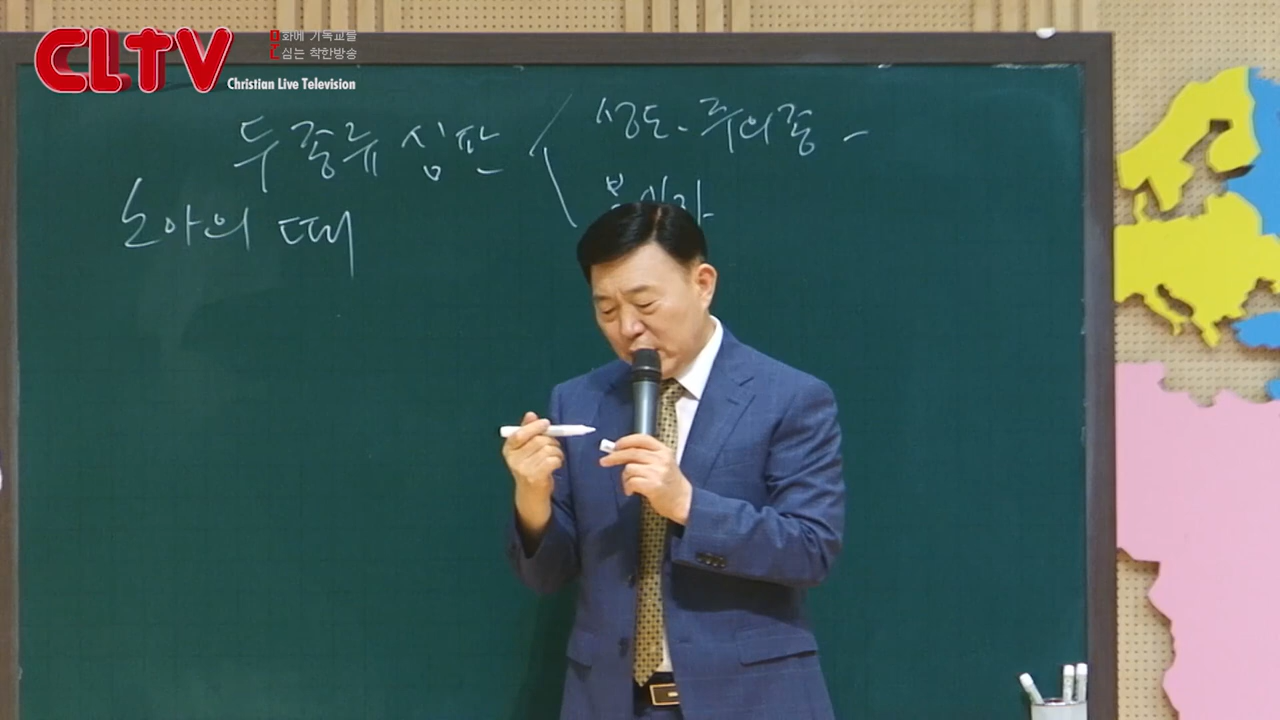 CLTV
문화에 기독교를
심는 착한방송
Christian Live Television
두 종류 심판
성도 - 주의 종 -
노아의 때